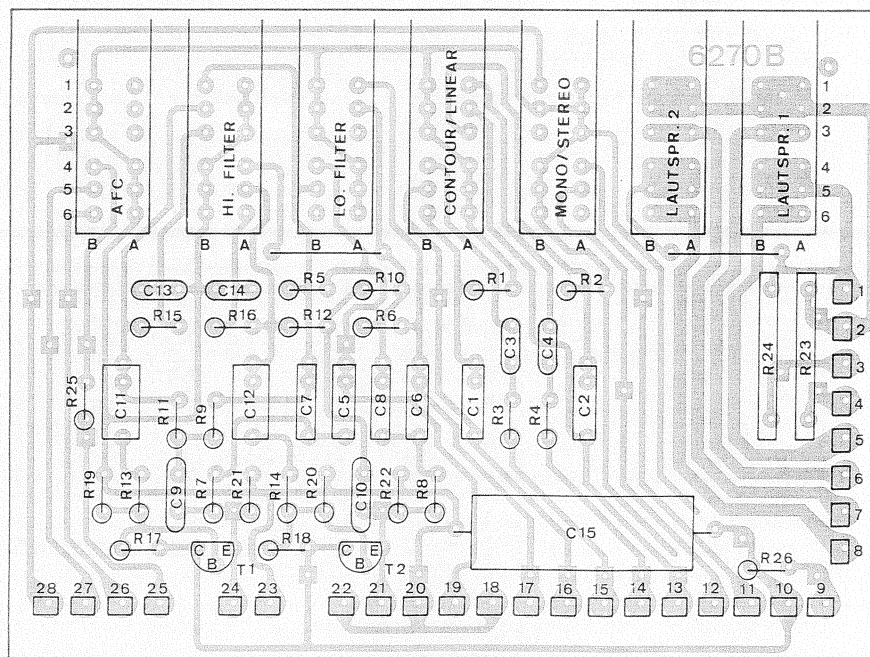 6270B
1 1
2 2
3 3
4 4
5 5
6 6
AFC
HI. FILTER
LO. FILTER
CONTOUR/LINEAR
MONO/STEREO
LAUTSPR. 2
LAUTSPR. 1
B A B A B A B A B A B A B A
C13 C14 R5 R10 R1 R2 1
R15 R16 R12 R6 C3 C4 R24 R23 2
3
R25 C11 R11 R9 C12 C7 C5 C8 C6 C1 R3 R4 C2 4
5
R19 R13 C9 R7 R21 R14 R20 C10 R22 R8 6
7
C15
R17 C B E T1 R18 C B E T2 8
R26
28 27 26 25 24 23 22 21 20 19 18 17 16 15 14 13 12 11 10 9